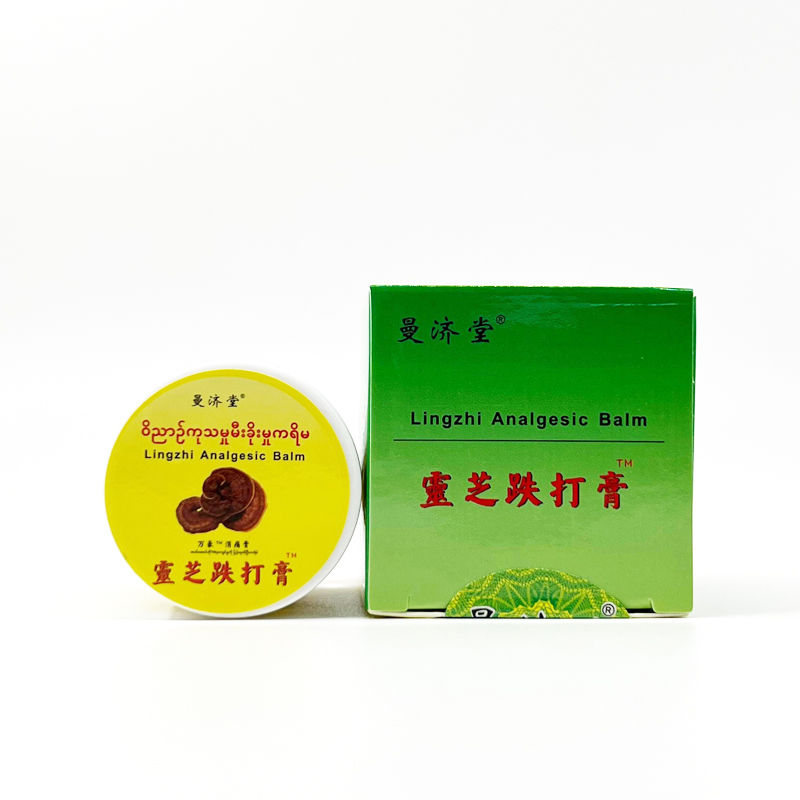 曼济堂®
ဝိညာဉ်ကုသမှုမီးခိုးမှုကရိမ
Lingzhi Analgesic Balm
万象™消痛膏
靈芝跌打膏™
曼济堂®
Lingzhi Analgesic Balm
靈芝跌打膏™
®